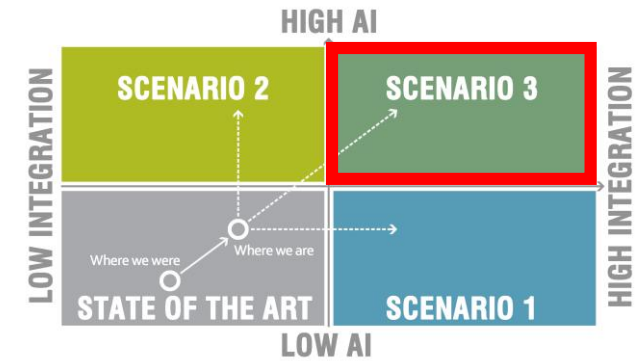 HIGH AI
LOW INTEGRATION
SCENARIO 2
SCENARIO 3
HIGH INTEGRATION
Where we were
Where we are
STATE OF THE ART
SCENARIO 1
LOW AI